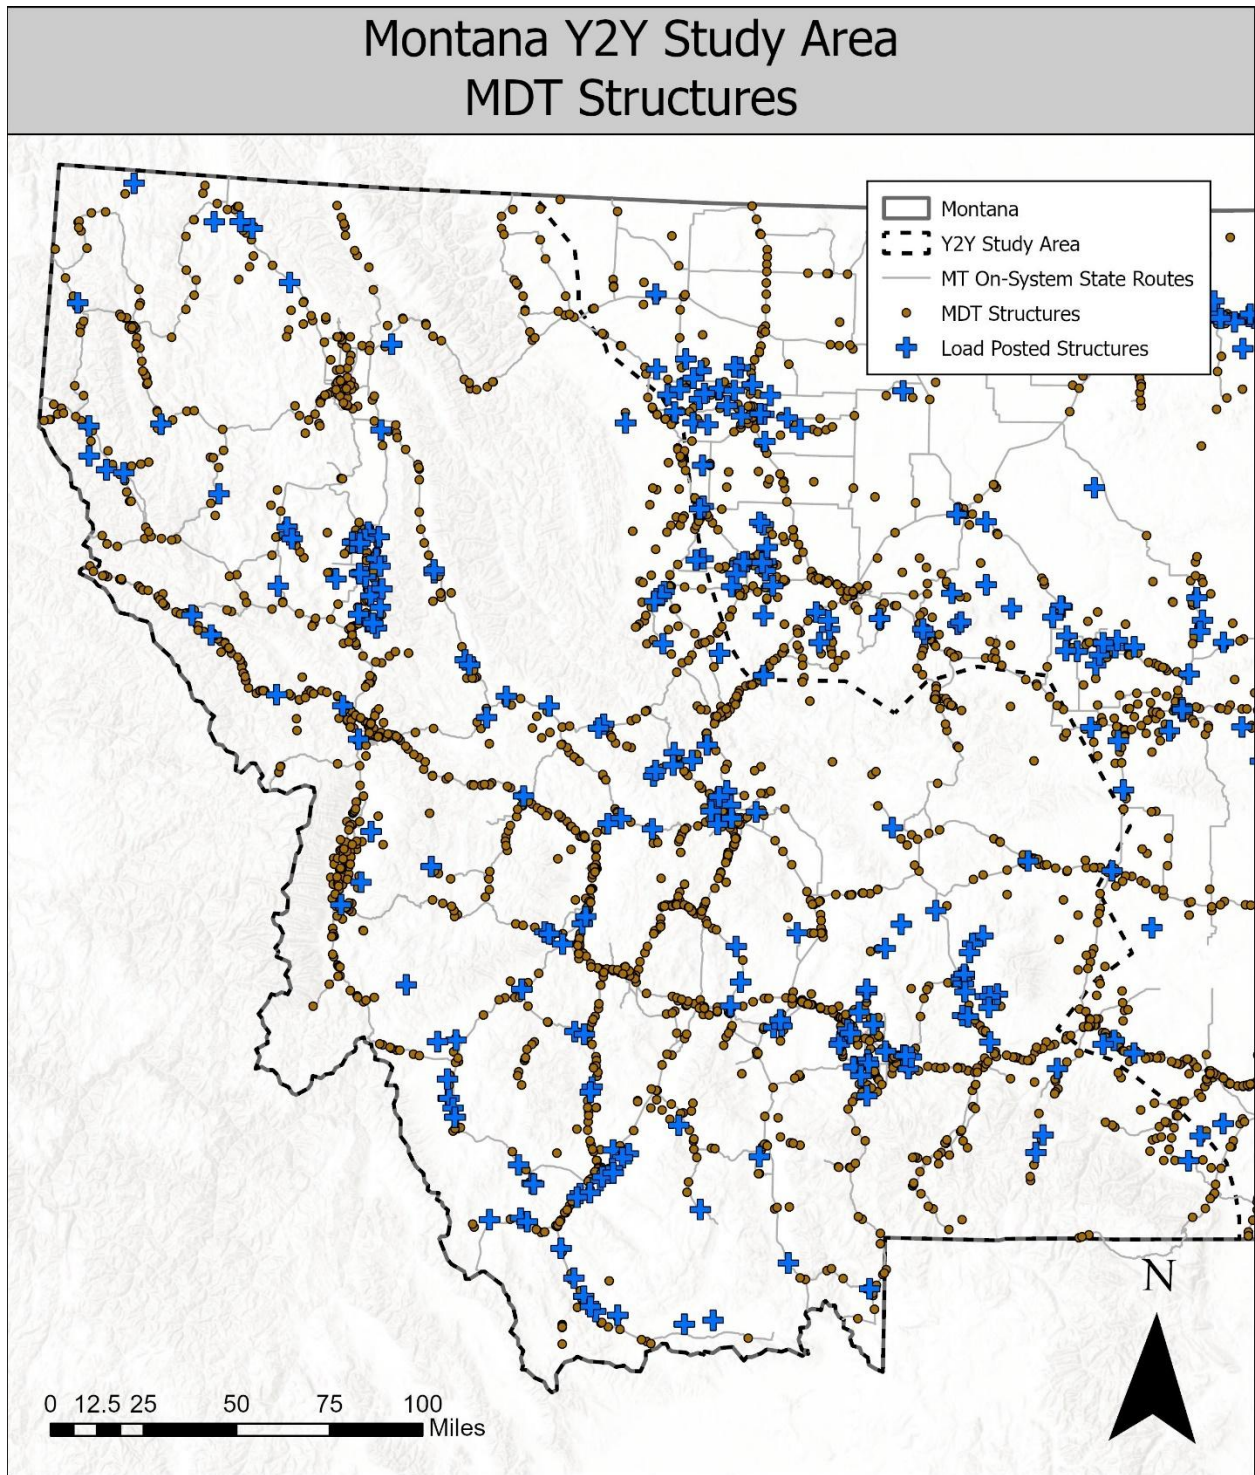 Montana Y2Y Study Area
MDT Structures
Montana
Y2Y Study Area
MT On-System State Routes
MDT Structures
Load Posted Structures
N
0 12.5 25 50 75 100
Miles